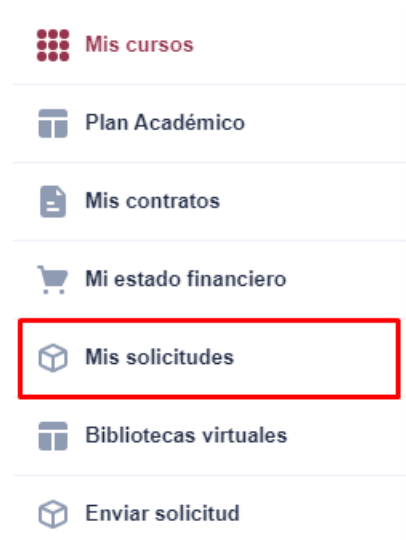 Mis cursos
Plan Académico
Mis contratos
Mi estado financiero
Mis solicitudes
Bibliotecas virtuales
Enviar solicitud